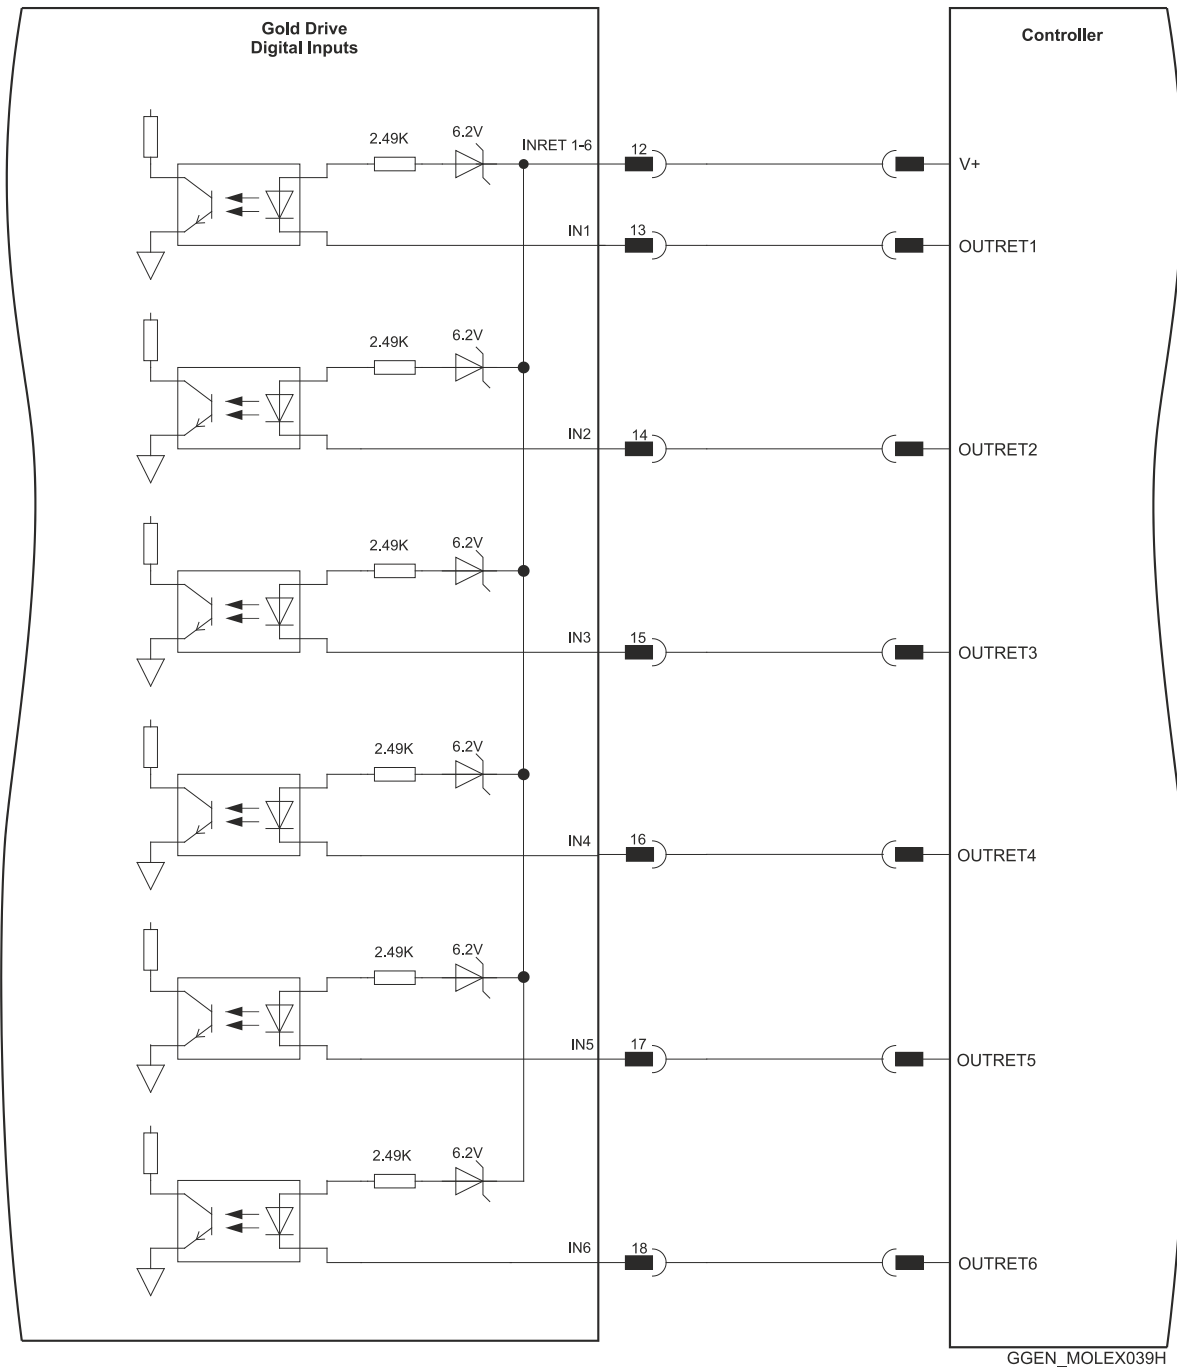 Gold Drive
Digital Inputs
Controller
2.49K
6.2V
INRET 1-6
12
V+
IN1
13
OUTRET1
2.49K
6.2V
IN2
14
OUTRET2
2.49K
6.2V
IN3
15
OUTRET3
2.49K
6.2V
IN4
16
OUTRET4
2.49K
6.2V
IN5
17
OUTRET5
2.49K
6.2V
IN6
18
OUTRET6
GGEN_MOLEX039H